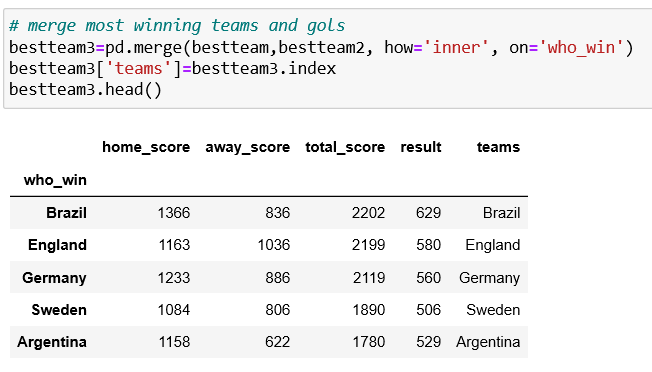 # merge most winning teams and gols
bestteam3=pd.merge(bestteam,bestteam2, how='inner', on='who_win')
bestteam3['teams']=bestteam3.index
bestteam3.head()
home_score away_score total_score result teams
who_win
Brazil 1366 836 2202 629 Brazil
England 1163 1036 2199 580 England
Germany 1233 886 2119 560 Germany
Sweden 1084 806 1890 506 Sweden
Argentina 1158 622 1780 529 Argentina